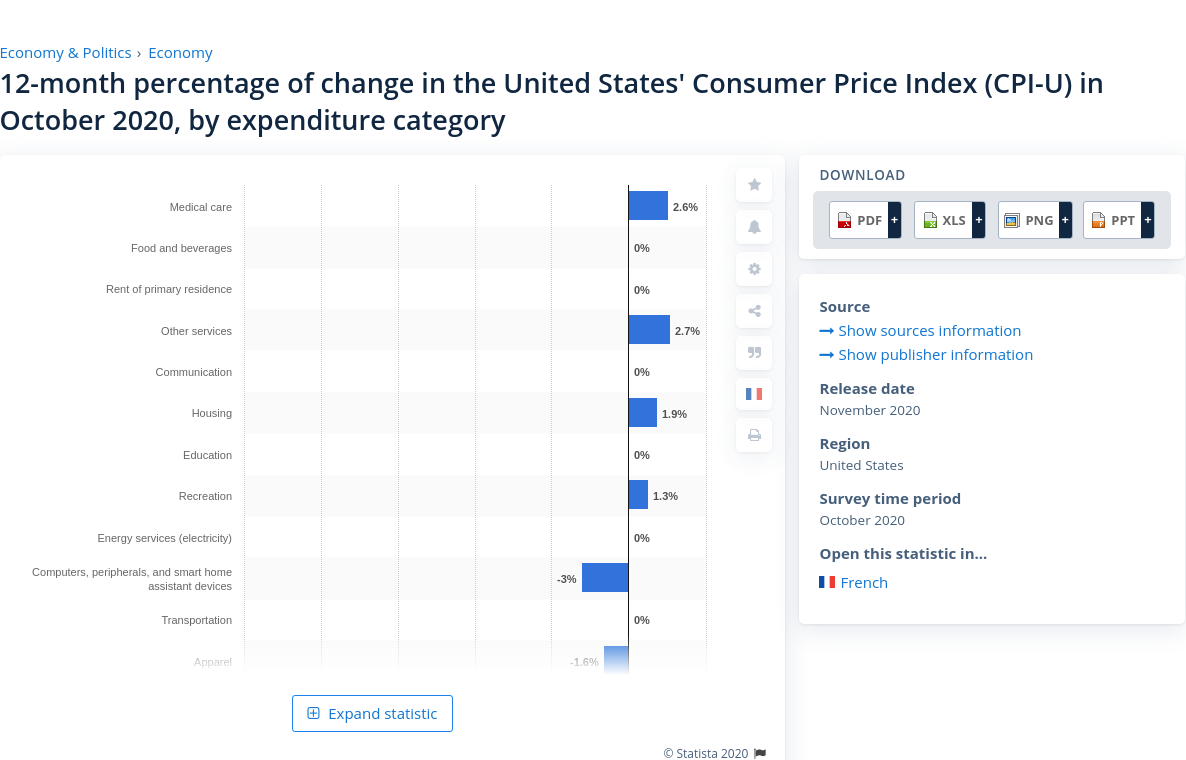 Economy & Politics › Economy
12-month percentage of change in the United States' Consumer Price Index (CPI-U) in
October 2020, by expenditure category
Medical care 2.6%
Food and beverages 0%
Rent of primary residence 0%
Other services 2.7%
Communication 0%
Housing 1.9%
Education 0%
Recreation 1.3%
Energy services (electricity) 0%
Computers, peripherals, and smart home
assistant devices -3%
Transportation 0%
Apparel -1.6%
Expand statistic
© Statista 2020
DOWNLOAD
PDF + XLS + PNG + PPT +
Source
Show sources information
Show publisher information
Release date
November 2020
Region
United States
Survey time period
October 2020
Open this statistic in...
French